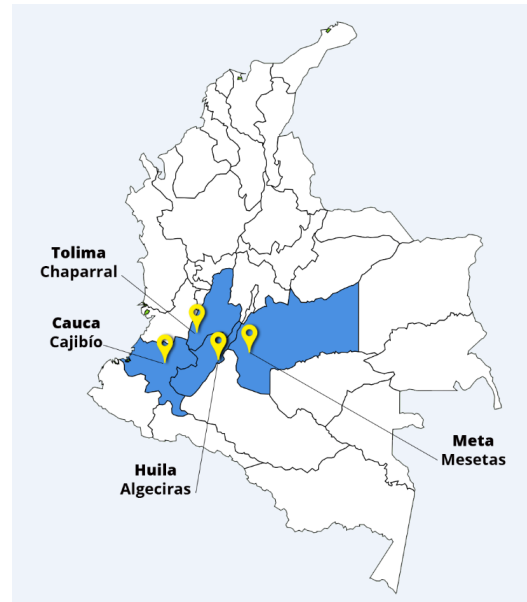 Tolima
Chaparral
Cauca
Cajibío
Meta
Mesetas
Huila
Algeciras